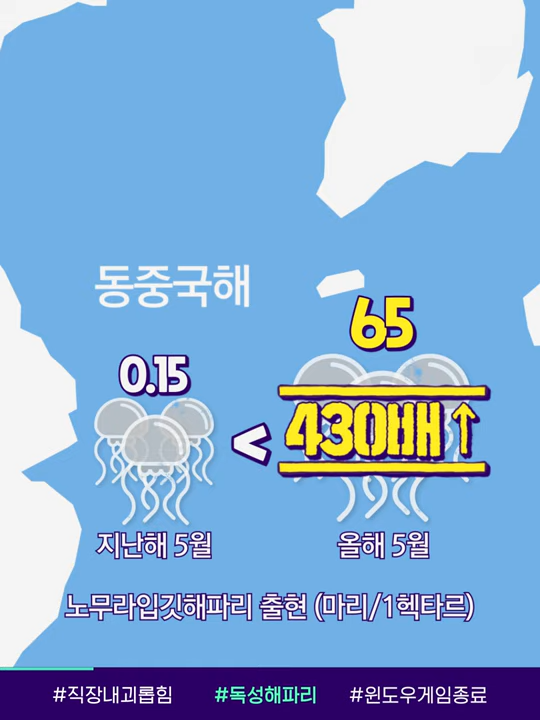 동중국해
65
0.15
< 430배↑
지난해 5월 올해 5월
노무라입깃해파리 출현 (마리/1헥타르)
#직장내괴롭힘 #독성해파리 #윈도우게임종료